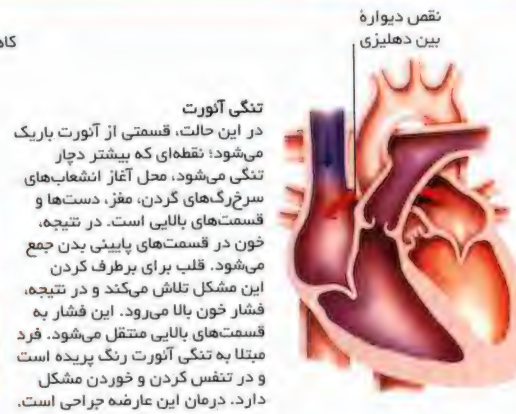 نقص دیوارهٔ
بین دهلیزی
تنگی آئورت
در این حالت، قسمتی از آئورت باریک
می‌شود؛ نقطه‌ای که بیشتر دچار
تنگی می‌شود، محل آغاز انشعاب‌های
سرخ‌رگ‌های گردن، مغز، دست‌ها و
قسمت‌های بالایی است. در نتیجه،
خون در قسمت‌های پایینی بدن جمع
می‌شود. قلب برای برطرف کردن
این مشکل تلاش می‌کند و در نتیجه،
فشار خون بالا می‌رود. این فشار به
قسمت‌های بالایی منتقل می‌شود. فرد
مبتلا به تنگی آئورت رنگ پریده است
و در تنفس کردن و خوردن مشکل
دارد. درمان این عارضه جراحی است.